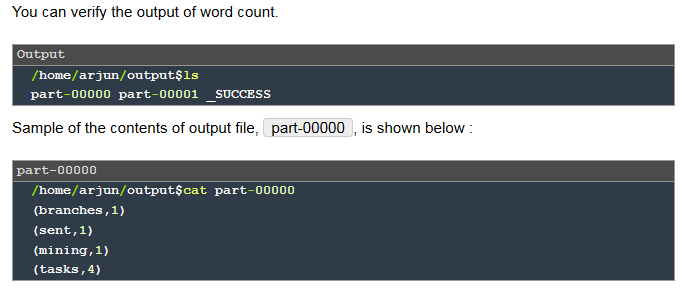 You can verify the output of word count.
Output
/home/arjun/output$ls
part-00000 part-00001 _SUCCESS
Sample of the contents of output file, part-00000 , is shown below :
part-00000
/home/arjun/output$cat part-00000
(branches,1)
(sent,1)
(mining,1)
(tasks,4)